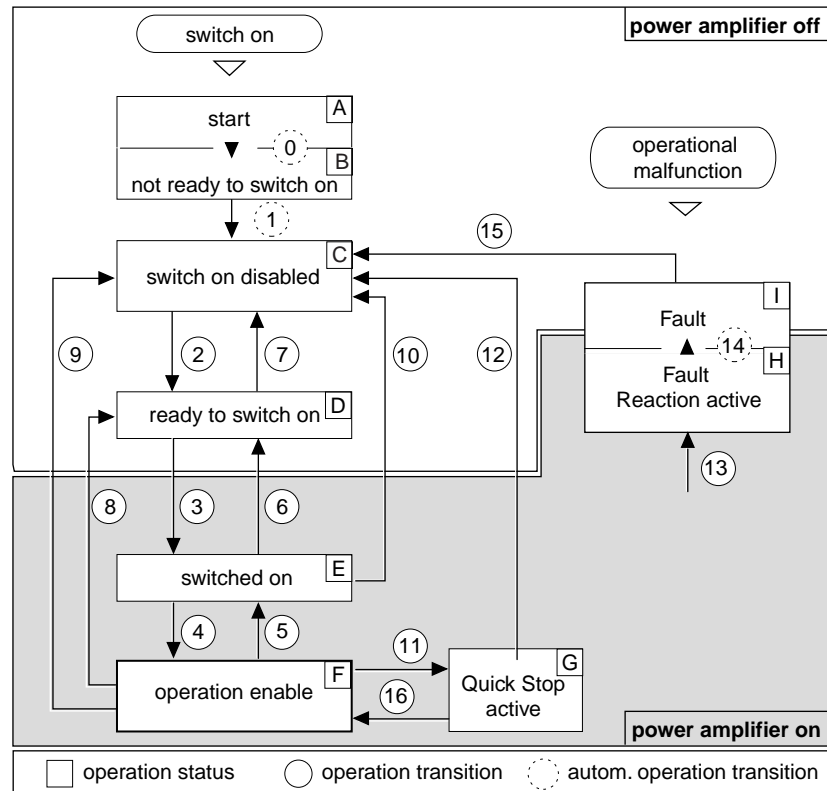 switch on
power amplifier off
A
start
0
B
not ready to switch on
1
operational
malfunction
15
C
switch on disabled
I
Fault
14
H
Fault
Reaction active
9
2
7
10
12
D
ready to switch on
13
8
3
6
E
switched on
4
5
11
F
operation enable
G
Quick Stop
active
16
power amplifier on
operation status
operation transition
autom. operation transition